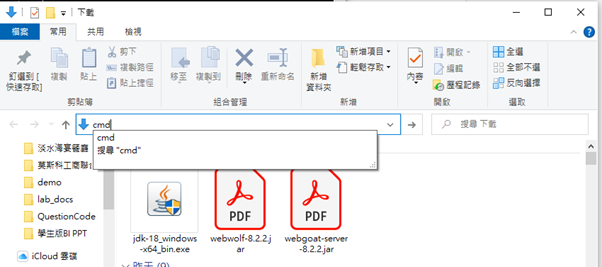 下載
檔案 常用 共用 檢視
釘選到 [快速存取]
複製
貼上
剪下
複製路徑
貼上捷徑
剪貼簿
移至
複製到
刪除
重新命名
組合管理
新增資料夾
新增項目
輕鬆存取
新增
內容
開啟
編輯
歷程記錄
開啟
全選
全部不選
反向選擇
選取
cmd
搜尋 下載
cmd
搜尋 "cmd"
淡水海宴餐廳
莫斯科工商聯合
demo
lab_docs
QuestionCode
學生版BI PPT
iCloud 雲碟
jdk-18_windows
-x64_bin.exe
PDF
webwolf-8.2.2.j
ar
PDF
webgoat-server
-8.2.2.jar
昨天 (9)